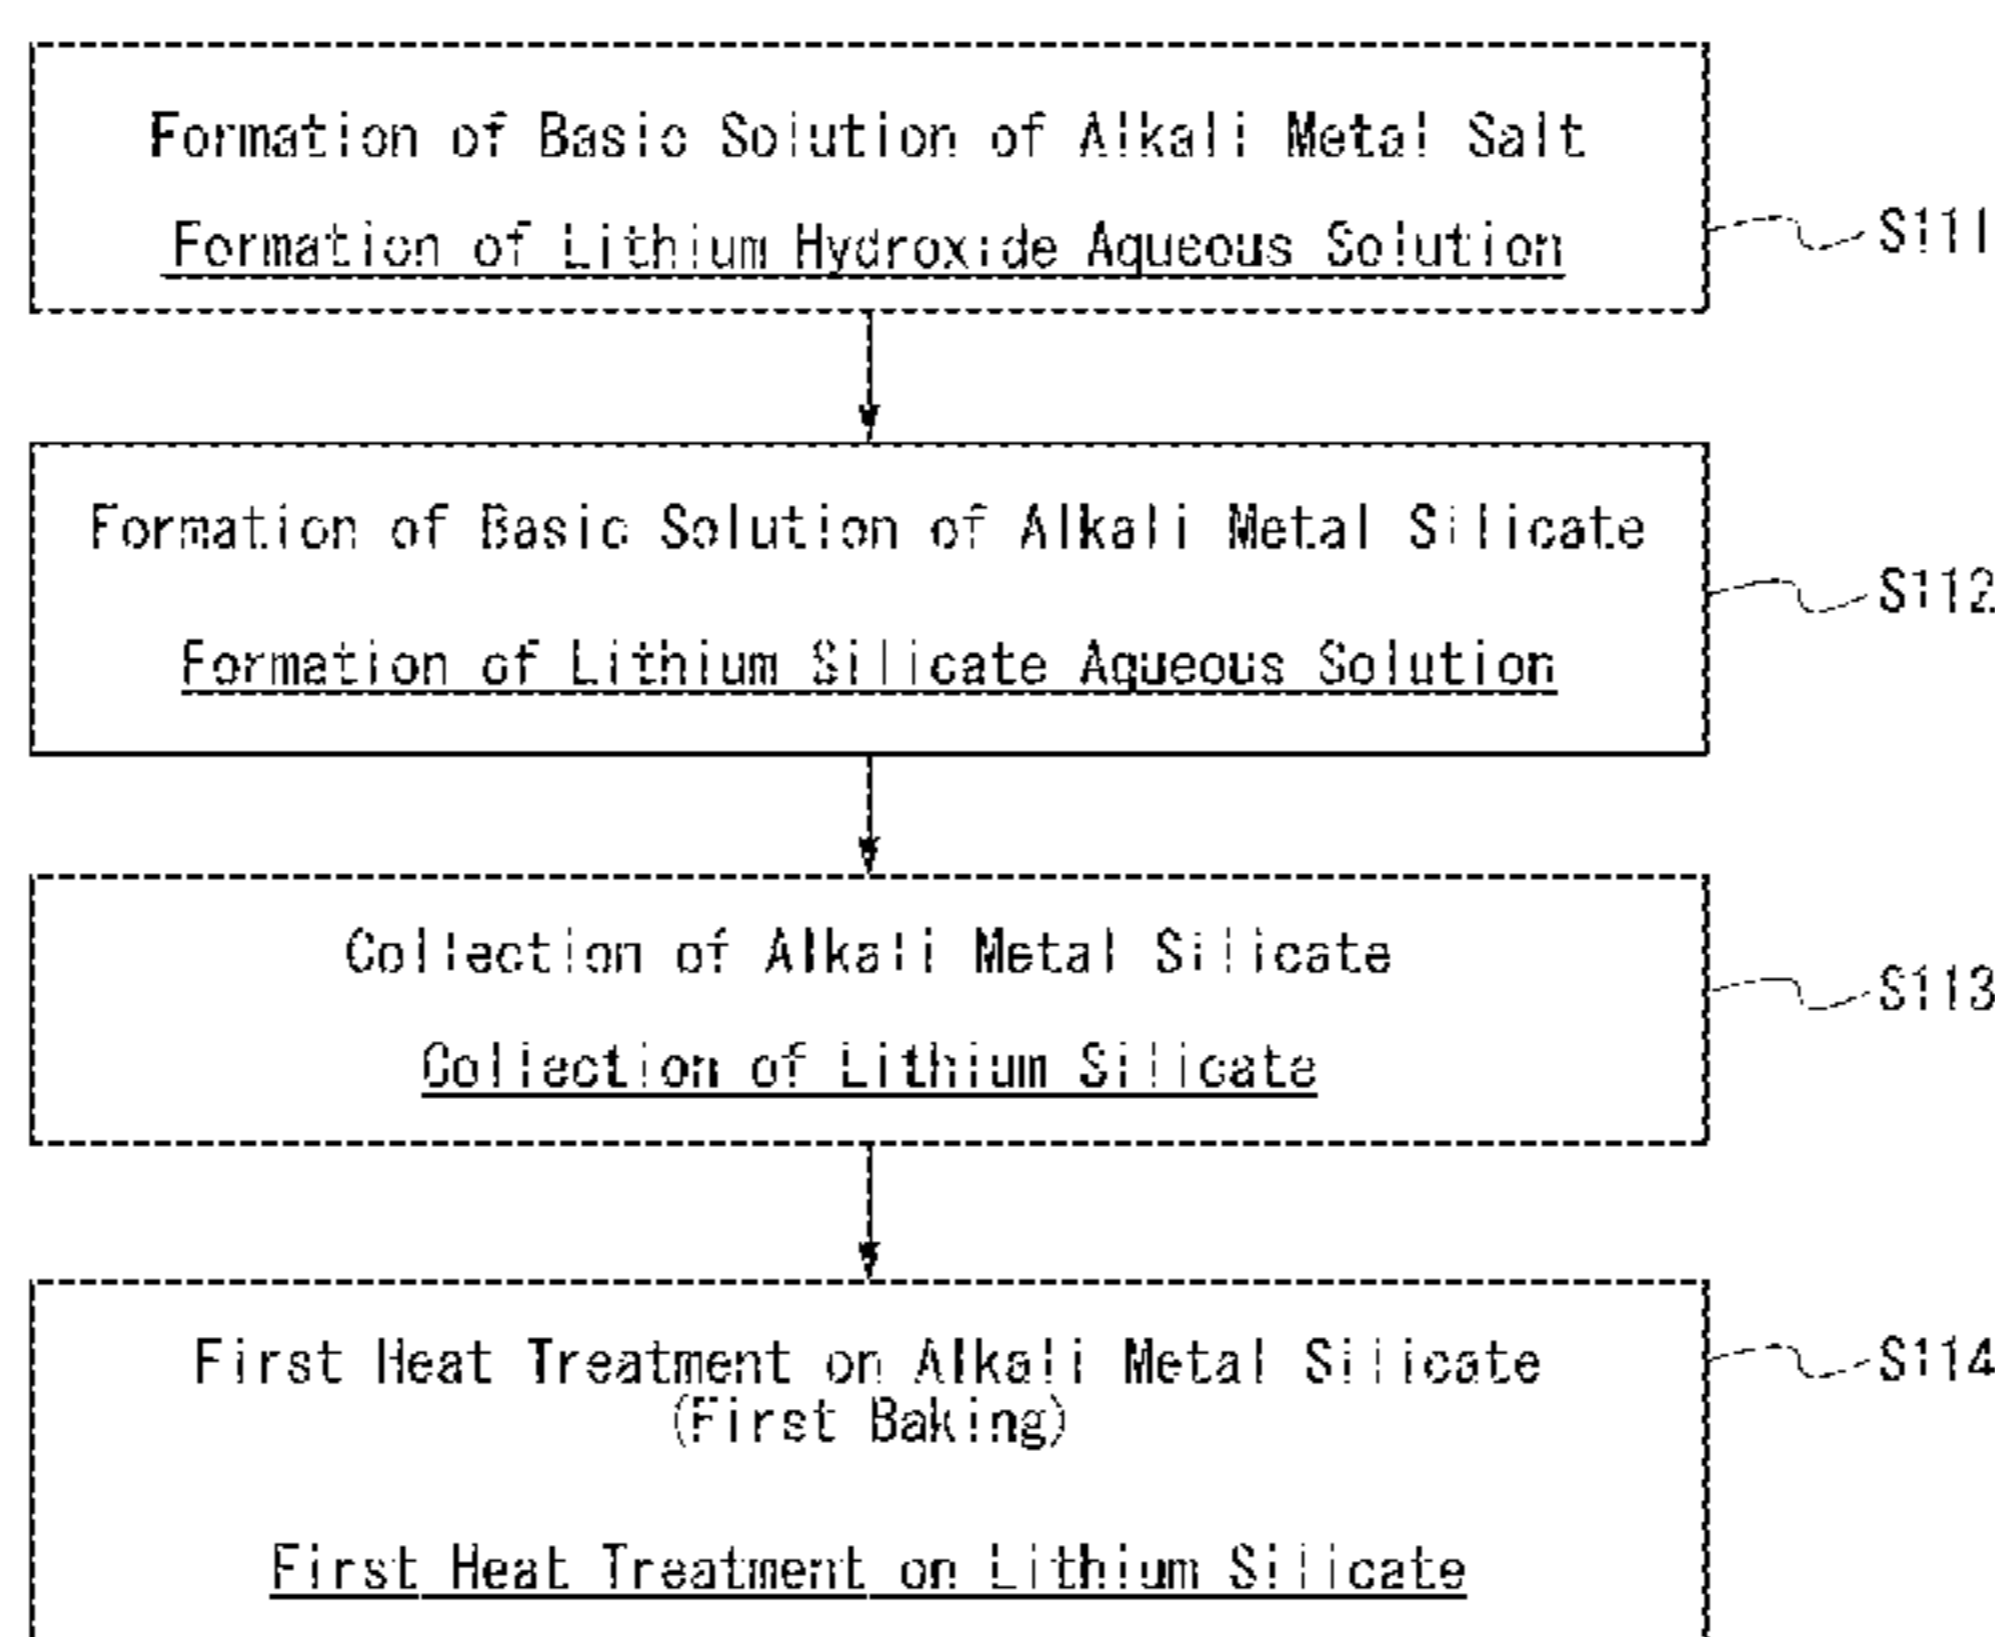 Formation of Basic Solution of Alkali Metal Salt
Formation of Lithium Hydroxide Aqueous Solution
S111
Formation of Basic Solution of Alkali Metal Silicate
S112
Formation of Lithium Silicate Aqueous Solution
Collection of Alkali Metal Silicate
S113
Collection of Lithium Silicate
First Heat Treatment on Alkali Metal Silicate
S114
(First Baking)
First Heat Treatment on Lithium Silicate